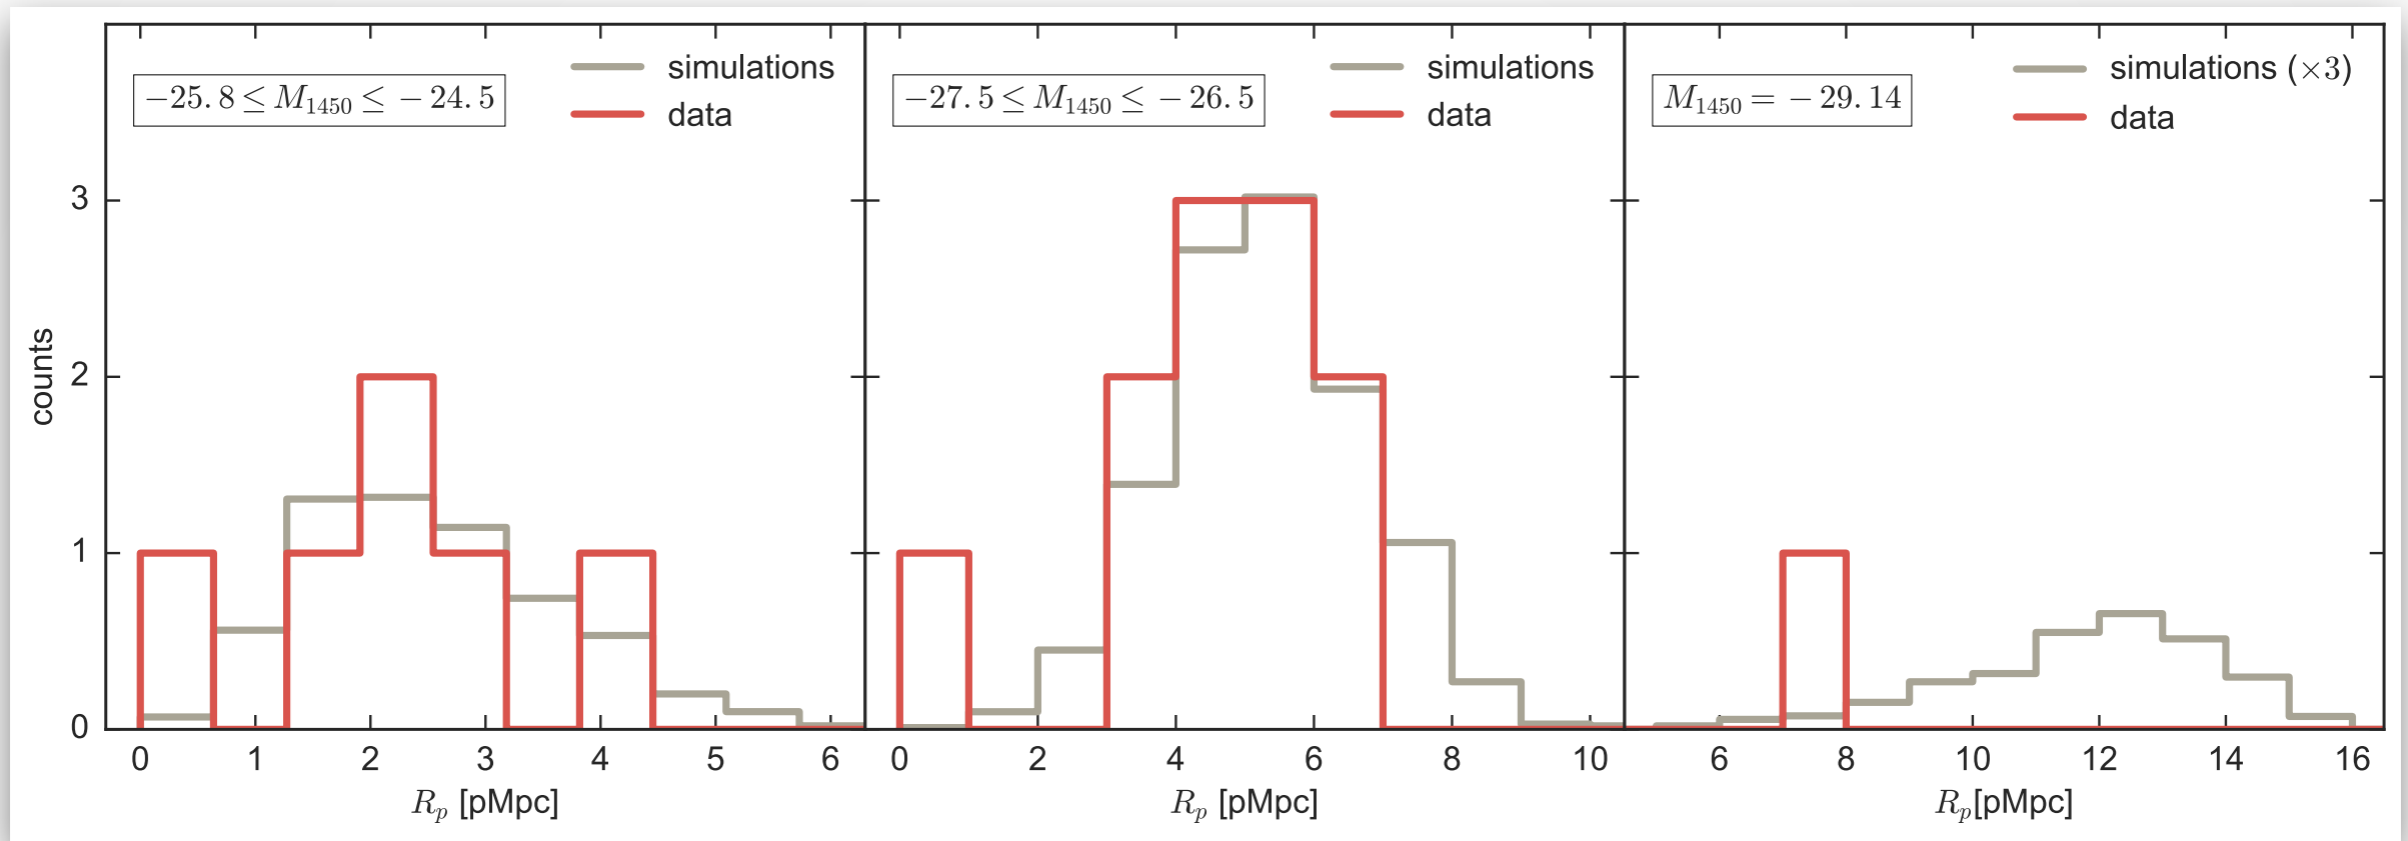 −25.8 ≤ M₁₄₅₀ ≤ −24.5
simulations
data
−27.5 ≤ M₁₄₅₀ ≤ −26.5
simulations
data
M₁₄₅₀ = −29.14
simulations (×3)
data
counts
3
2
1
0
0 1 2 3 4 5 6
0 2 4 6 8 10
6 8 10 12 14 16
Rₚ [pMpc]
Rₚ [pMpc]
Rₚ[pMpc]